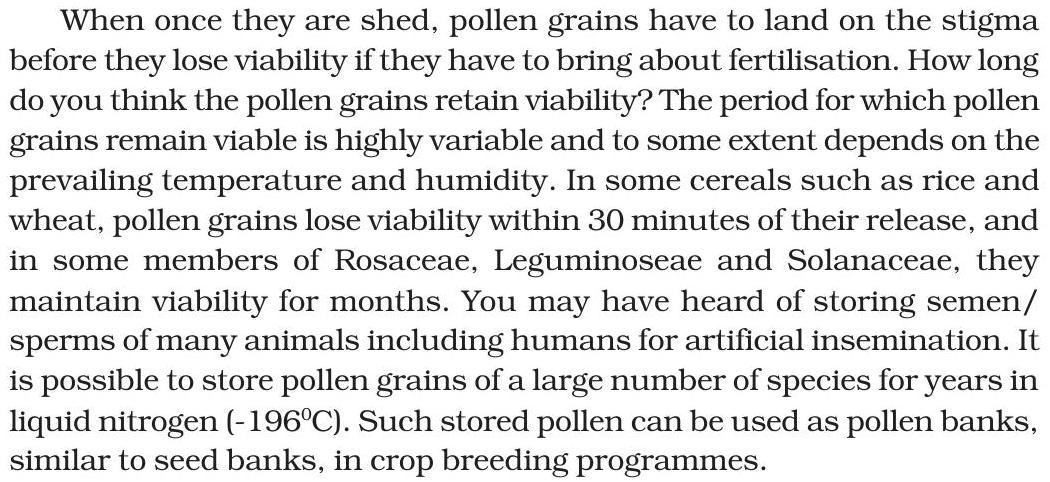 When once they are shed, pollen grains have to land on the stigma
before they lose viability if they have to bring about fertilisation. How long
do you think the pollen grains retain viability? The period for which pollen
grains remain viable is highly variable and to some extent depends on the
prevailing temperature and humidity. In some cereals such as rice and
wheat, pollen grains lose viability within 30 minutes of their release, and
in some members of Rosaceae, Leguminoseae and Solanaceae, they
maintain viability for months. You may have heard of storing semen/
sperms of many animals including humans for artificial insemination. It
is possible to store pollen grains of a large number of species for years in
liquid nitrogen (-196⁰C). Such stored pollen can be used as pollen banks,
similar to seed banks, in crop breeding programmes.